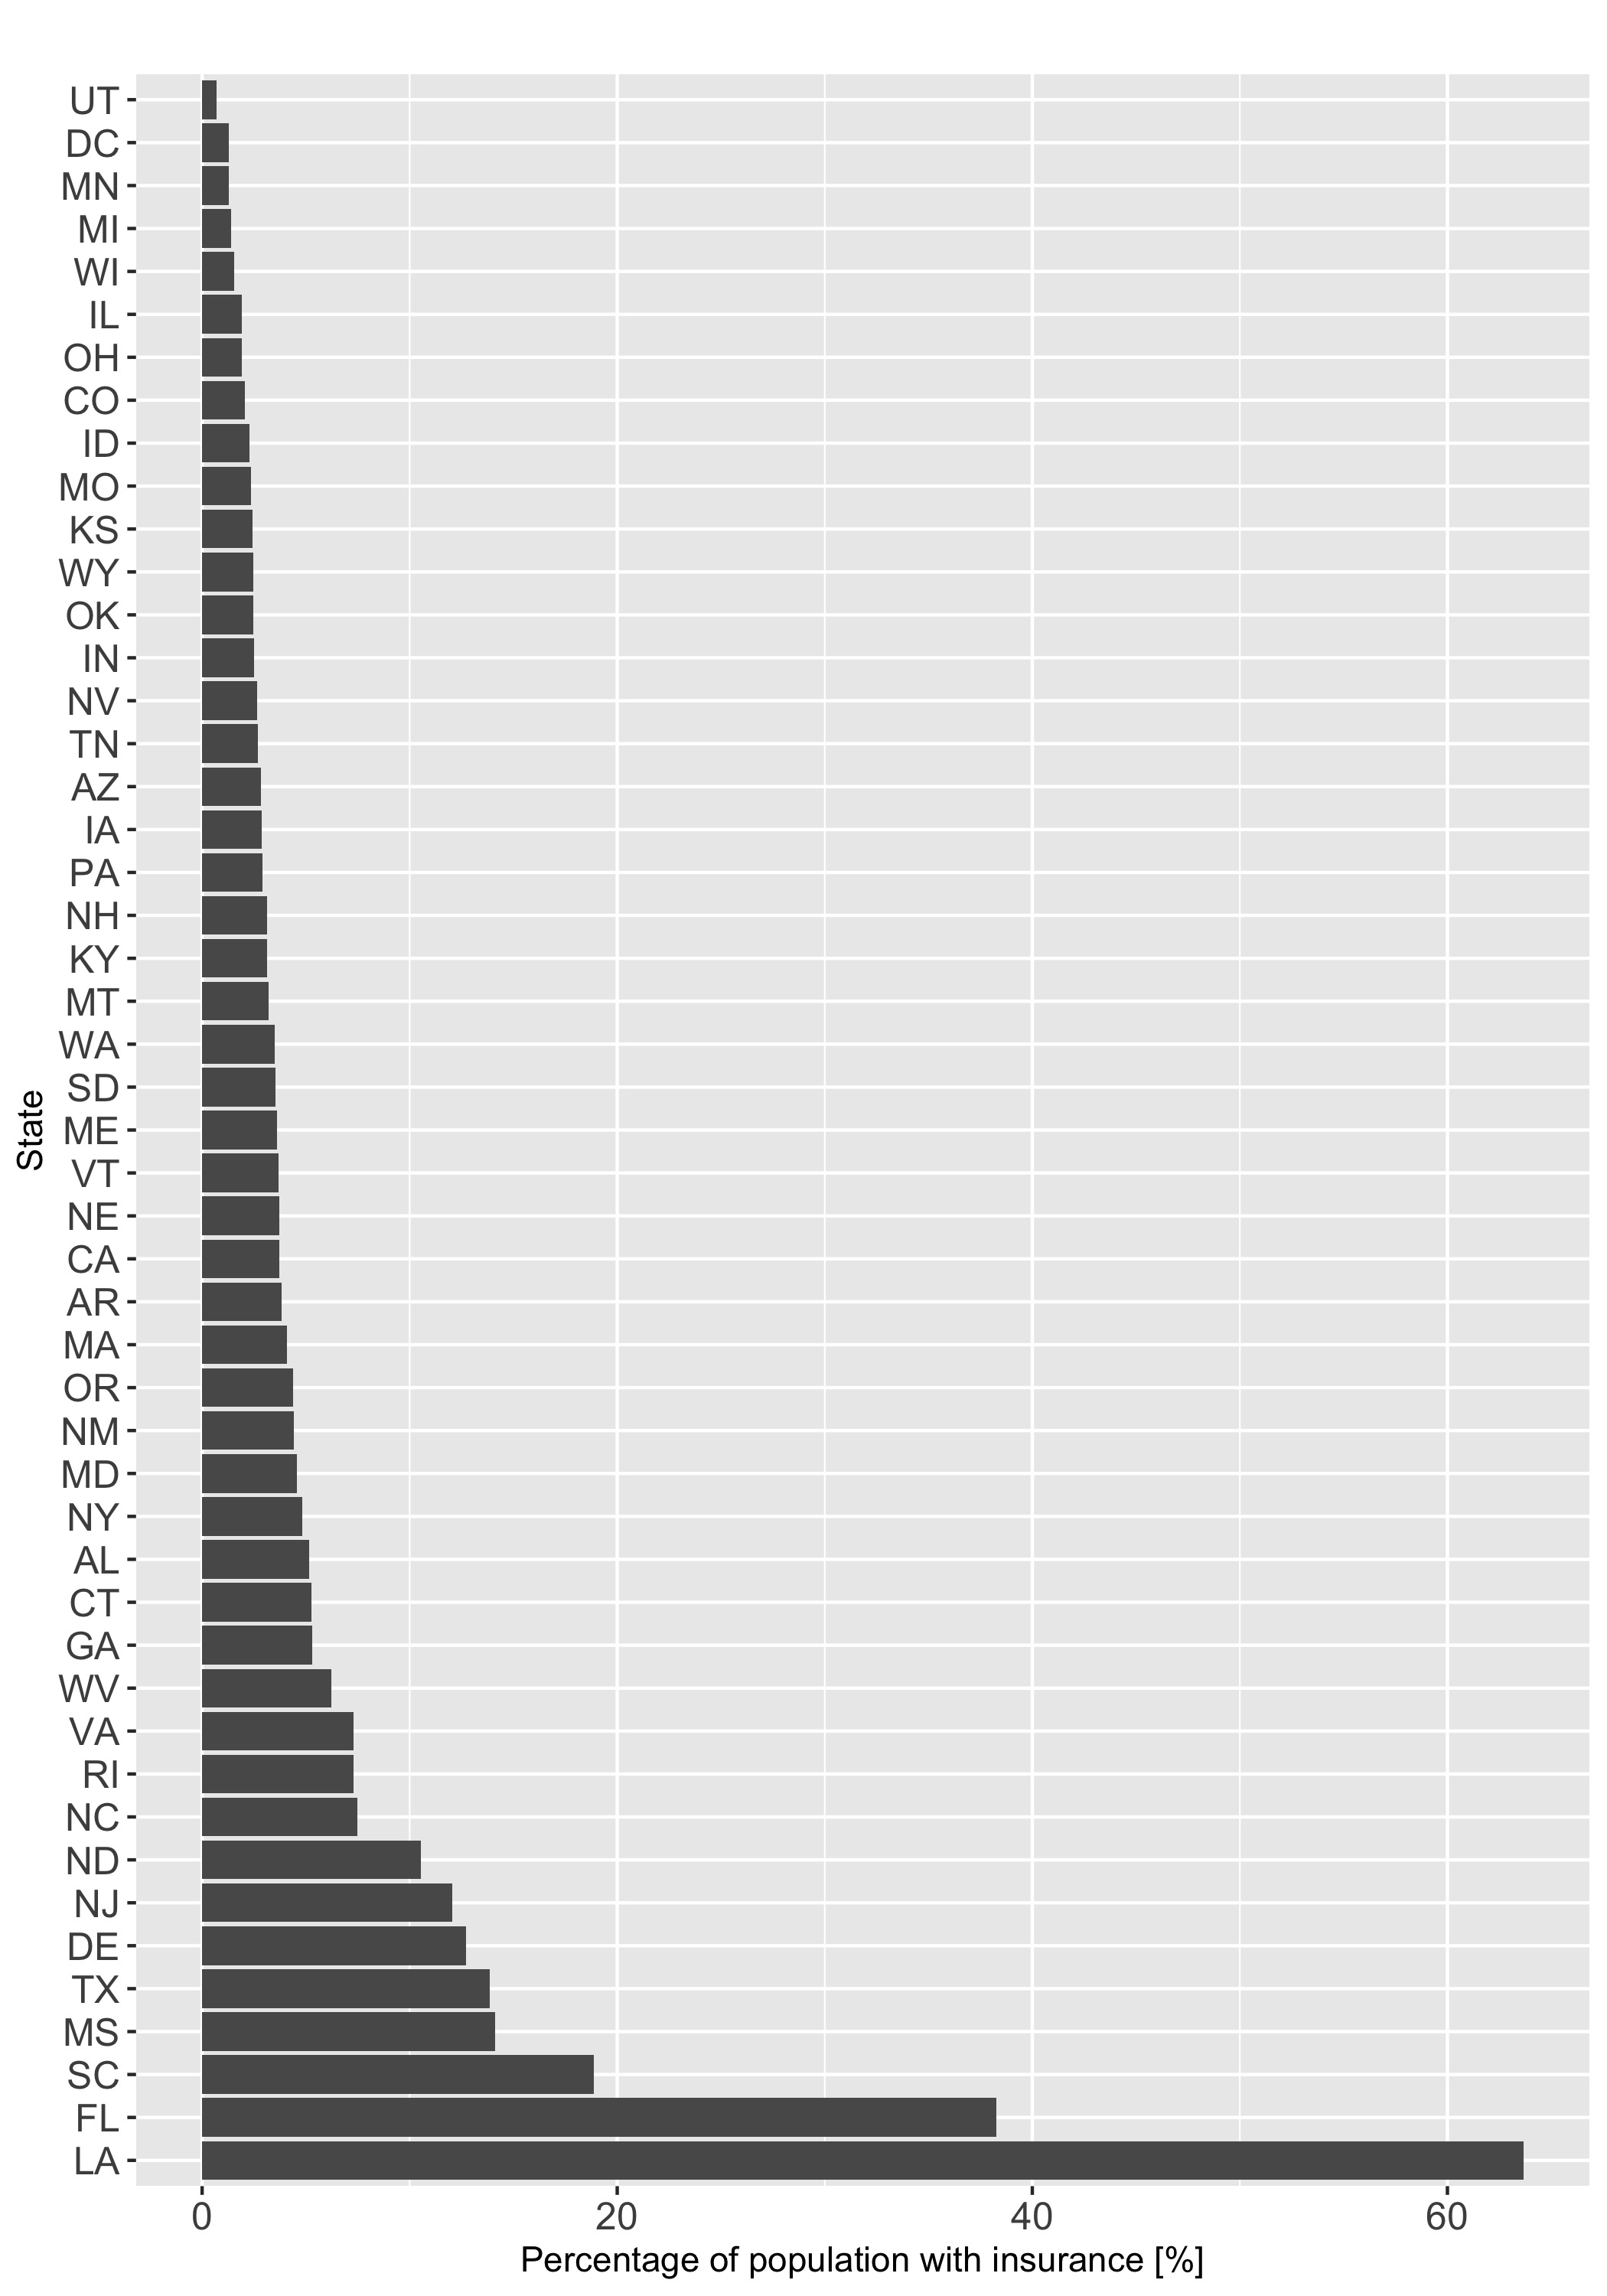 UT
DC
MN
MI
WI
IL
OH
CO
ID
MO
KS
WY
OK
IN
NV
TN
AZ
IA
PA
NH
KY
MT
WA
SD
ME
VT
NE
CA
AR
MA
OR
NM
MD
NY
AL
CT
GA
WV
VA
RI
NC
ND
NJ
DE
TX
MS
SC
FL
LA
State
0 20 40 60
Percentage of population with insurance [%]